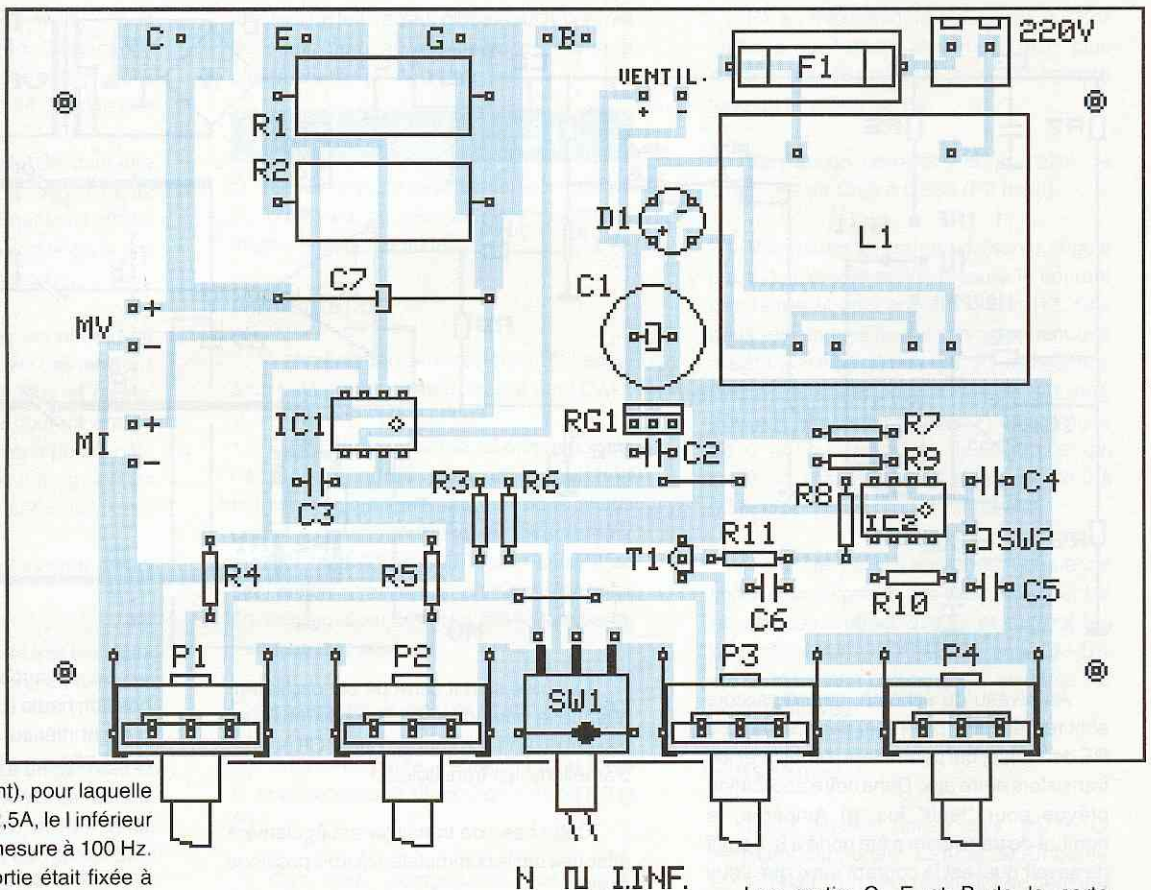 C E G B 220V
VENTIL. F1
+ -
R1
R2
D1 - +
L1
C7 C1
MV + -
IC1 RG1 R7
MI + - C2 R9
R3 R6 R8 C4
C3 IC2
SW2
R4 R5 T1 R11
R10 C5
C6
P1 P2 SW1 P3 P4
nt), pour laquelle
,5A, le I inférieur
mesure à 100 Hz.
ortie était fixée à
N I.INF.